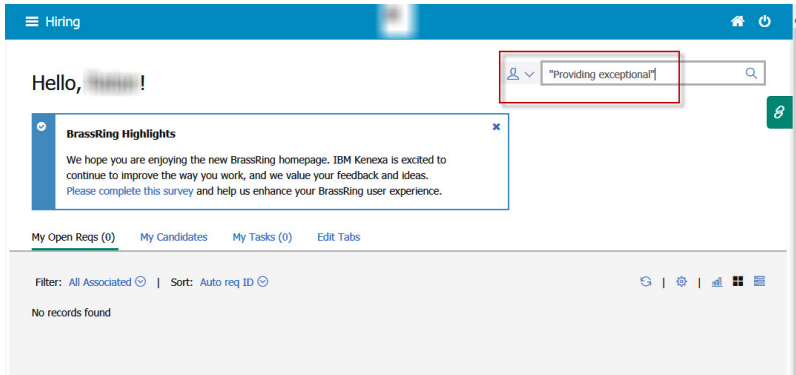 Hiring
Hello, !
"Providing exceptional"
BrassRing Highlights
We hope you are enjoying the new BrassRing homepage. IBM Kenexa is excited to
continue to improve the way you work, and we value your feedback and ideas.
Please complete this survey and help us enhance your BrassRing user experience.
My Open Reqs (0) My Candidates My Tasks (0) Edit Tabs
Filter: All Associated | Sort: Auto req ID | |
No records found